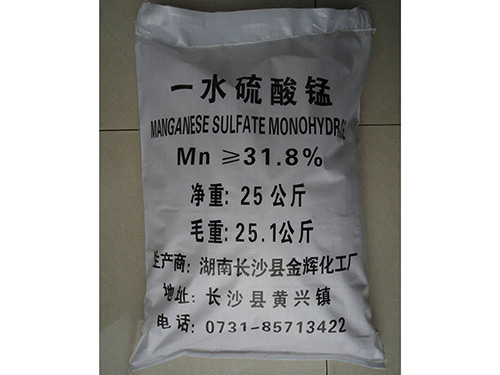 一水硫酸锰
MANGANESE SULFATE MONOHYDRATE
Mn ≥31.8%
净重: 25公斤
毛重: 25.1公斤
生产商: 湖南长沙县金辉化工厂
地址: 长沙县黄兴镇
电话: 0731-85713422